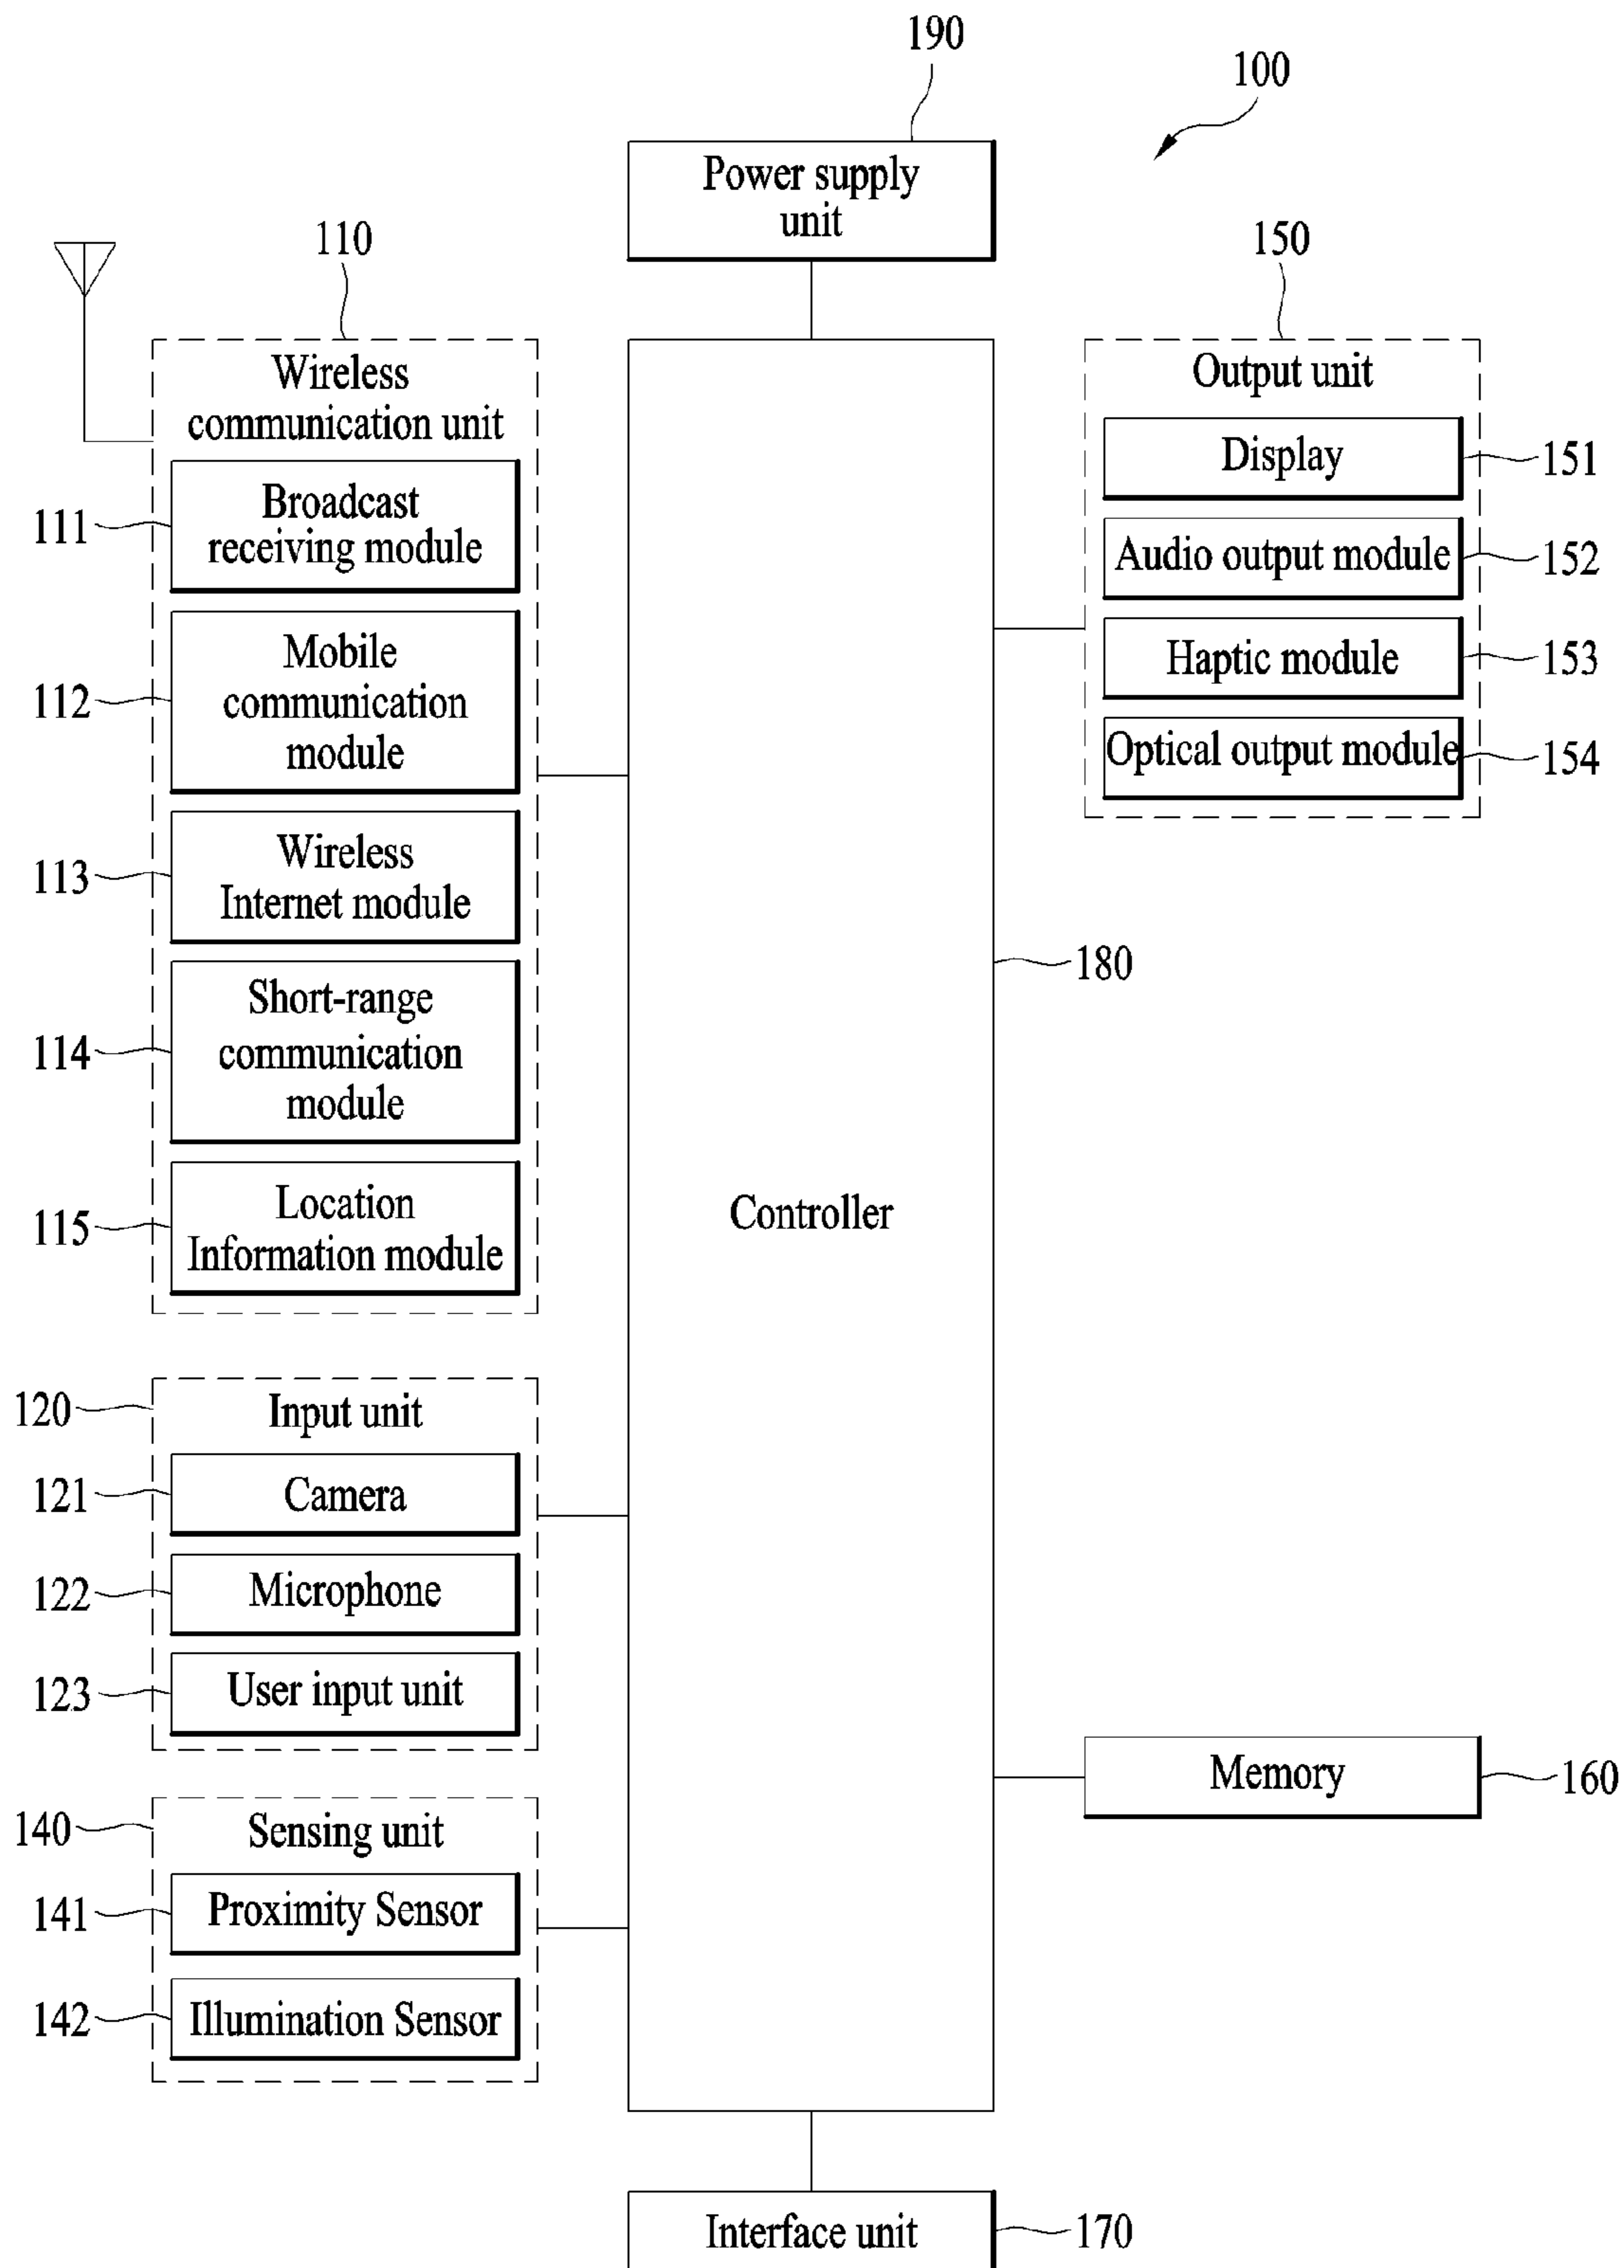 190
100
Power supply
unit
110
Wireless
communication unit
111
Broadcast
receiving module
112
Mobile
communication
module
113
Wireless
Internet module
114
Short-range
communication
module
115
Location
Information module
120
Input unit
121
Camera
122
Microphone
123
User input unit
140
Sensing unit
141
Proximity Sensor
142
Illumination Sensor
Controller
180
150
Output unit
Display
151
Audio output module
152
Haptic module
153
Optical output module
154
Memory
160
Interface unit
170